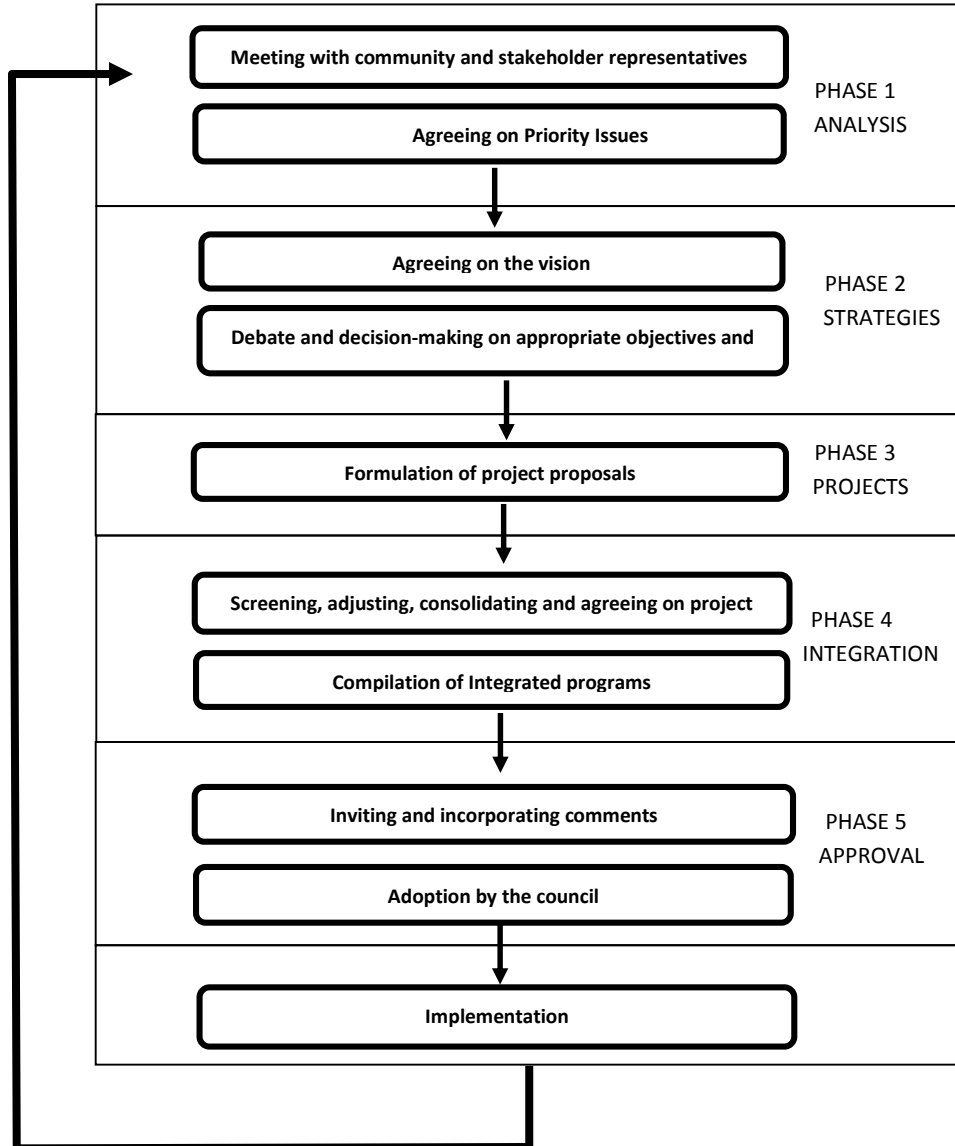 Meeting with community and stakeholder representatives
Agreeing on Priority Issues
PHASE 1
ANALYSIS
Agreeing on the vision
Debate and decision-making on appropriate objectives and
PHASE 2
STRATEGIES
Formulation of project proposals
PHASE 3
PROJECTS
Screening, adjusting, consolidating and agreeing on project
Compilation of Integrated programs
PHASE 4
INTEGRATION
Inviting and incorporating comments
Adoption by the council
PHASE 5
APPROVAL
Implementation